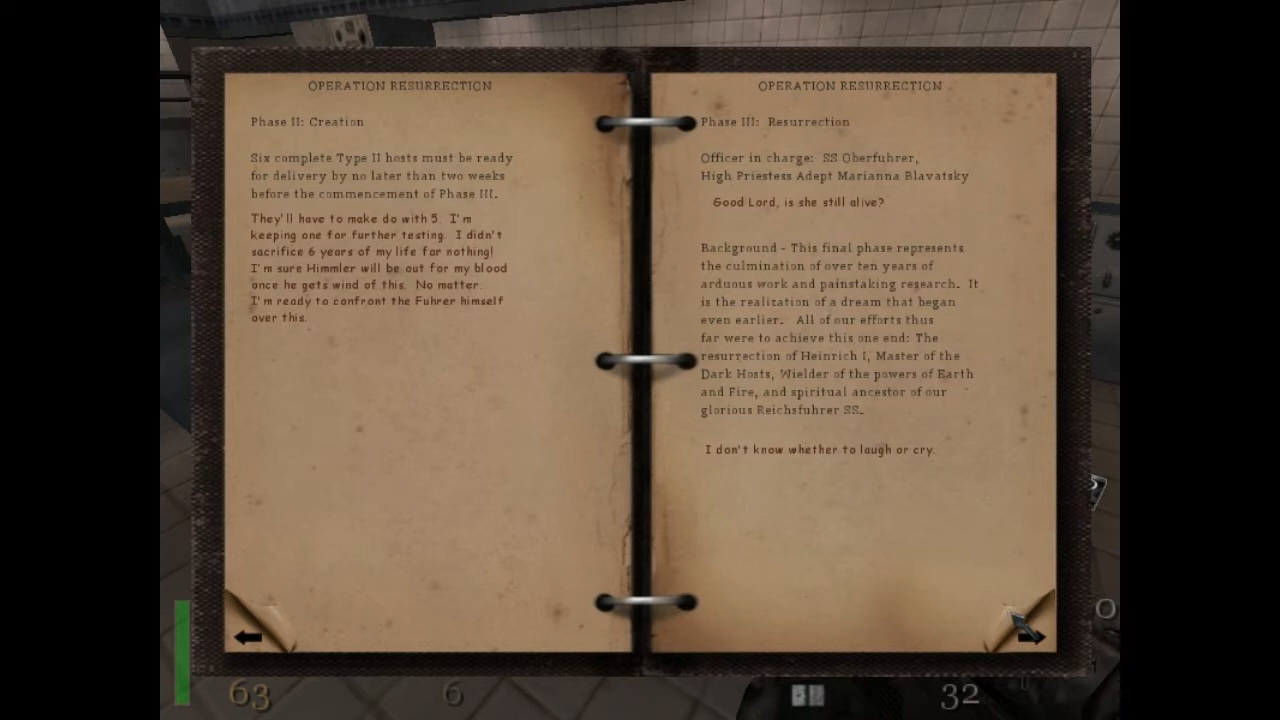 OPERATION RESURRECTION
Phase II: Creation
Six complete Type II hosts must be ready
for delivery by no later than two weeks
before the commencement of Phase III.
They'll have to make do with 5. I'm
keeping one for further testing. I didn't
sacrifice 6 years of my life for nothing!
I'm sure Himmler will be out for my blood
once he gets wind of this. No matter.
I'm ready to confront the Fuhrer himself
over this.
OPERATION RESURRECTION
Phase III: Resurrection
Officer in charge: SS Oberfuhrer,
High Priestess Adept Marianna Blavatsky
Good Lord, is she still alive?
Background - This final phase represents
the culmination of over ten years of
arduous work and painstaking research. It
is the realization of a dream that began
even earlier. All of our efforts thus
far were to achieve this one end: The
resurrection of Heinrich I, Master of the
Dark Hosts, Wielder of the powers of Earth
and Fire, and spiritual ancestor of our
glorious Reichsfuhrer SS.
I don't know whether to laugh or cry.
0
63
6
32